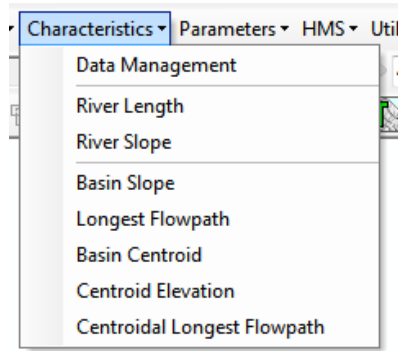 Characteristics Parameters HMS Util
Data Management
River Length
River Slope
Basin Slope
Longest Flowpath
Basin Centroid
Centroid Elevation
Centroidal Longest Flowpath